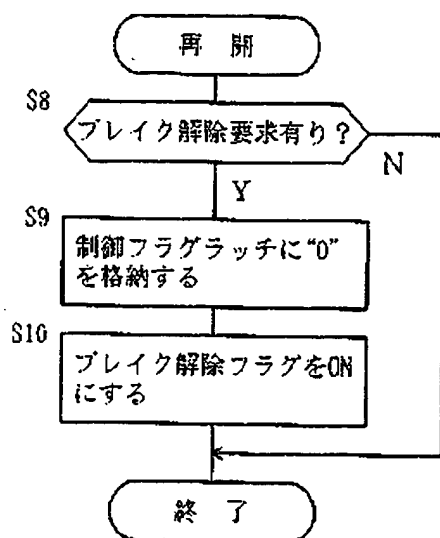 再開
S8
ブレイク解除要求有り？
N
Y
S9
制御フラグラッチに“0”
を格納する
S10
ブレイク解除フラグをON
にする
終了